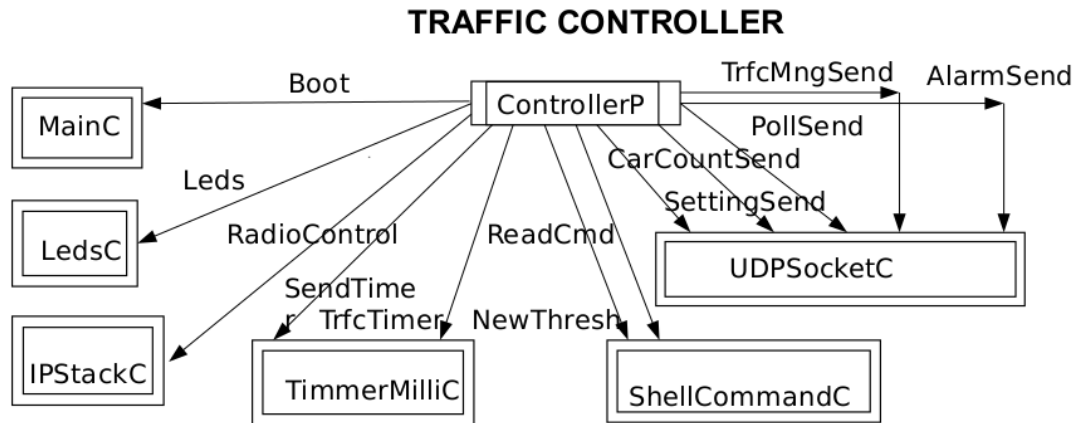 TRAFFIC CONTROLLER
TrfcMngSend
AlarmSend
Boot
ControllerP
MainC
PollSend
CarCountSend
Leds
SettingSend
RadioControl
ReadCmd
LedsC
UDPSocketC
SendTime
r
TrfcTimer
NewThresh
IPStackC
TimmerMilliC
ShellCommandC